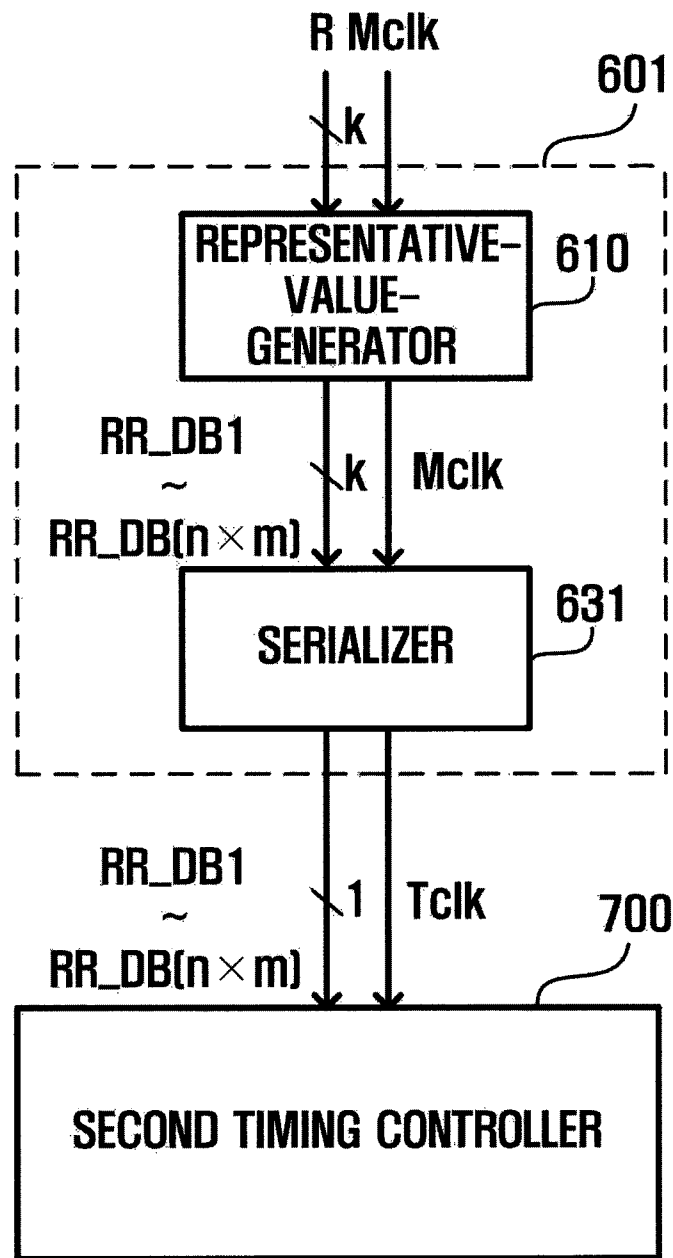 R Mclk
601
k
REPRESENTATIVE-
VALUE-
GENERATOR
610
RR_DB1
~
RR_DB(n×m)
k
Mclk
SERIALIZER
631
RR_DB1
~
RR_DB(n×m)
1
Tclk
700
SECOND TIMING CONTROLLER